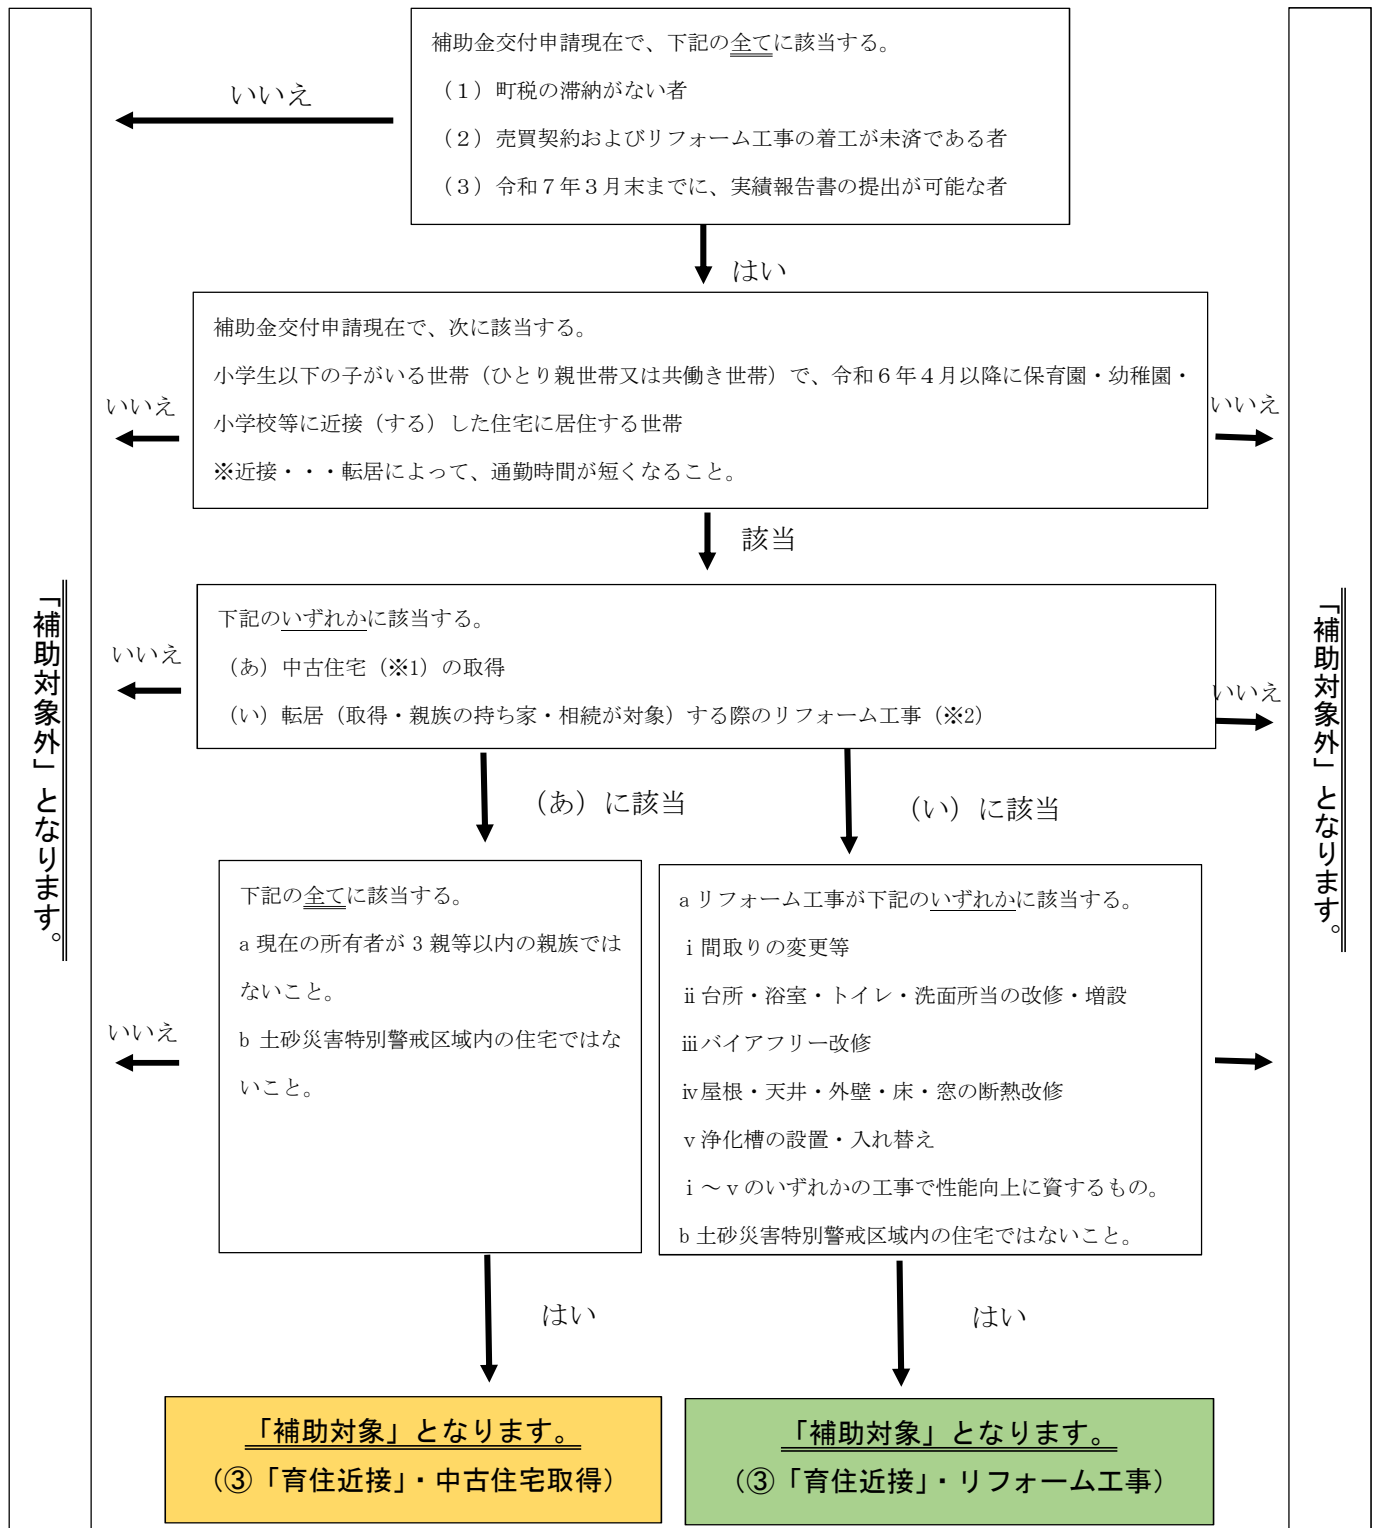 補助金交付申請現在で、下記の全てに該当する。
（１）町税の滞納がない者
（２）売買契約およびリフォーム工事の着工が未済である者
（３）令和７年３月末までに、実績報告書の提出が可能な者
いいえ
はい
補助金交付申請現在で、次に該当する。
小学生以下の子がいる世帯（ひとり親世帯又は共働き世帯）で、令和６年４月以降に保育園・幼稚園・
小学校等に近接（する）した住宅に居住する世帯
※近接・・・転居によって、通勤時間が短くなること。
いいえ
いいえ
該当
下記のいずれかに該当する。
（あ）中古住宅（※1）の取得
（い）転居（取得・親族の持ち家・相続が対象）する際のリフォーム工事（※2）
いいえ
いいえ
「補助対象外」となります。
「補助対象外」となります。
（あ）に該当
（い）に該当
下記の全てに該当する。
a 現在の所有者が 3 親等以内の親族では
ないこと。
b 土砂災害特別警戒区域内の住宅ではな
いこと。
いいえ
a リフォーム工事が下記のいずれかに該当する。
ⅰ間取りの変更等
ⅱ台所・浴室・トイレ・洗面所当の改修・増設
ⅲバイアフリー改修
ⅳ屋根・天井・外壁・床・窓の断熱改修
ⅴ浄化槽の設置・入れ替え
ⅰ～ⅴのいずれかの工事で性能向上に資するもの。
b 土砂災害特別警戒区域内の住宅ではないこと。
はい
はい
「補助対象」となります。
（③「育住近接」・中古住宅取得）
「補助対象」となります。
（③「育住近接」・リフォーム工事）